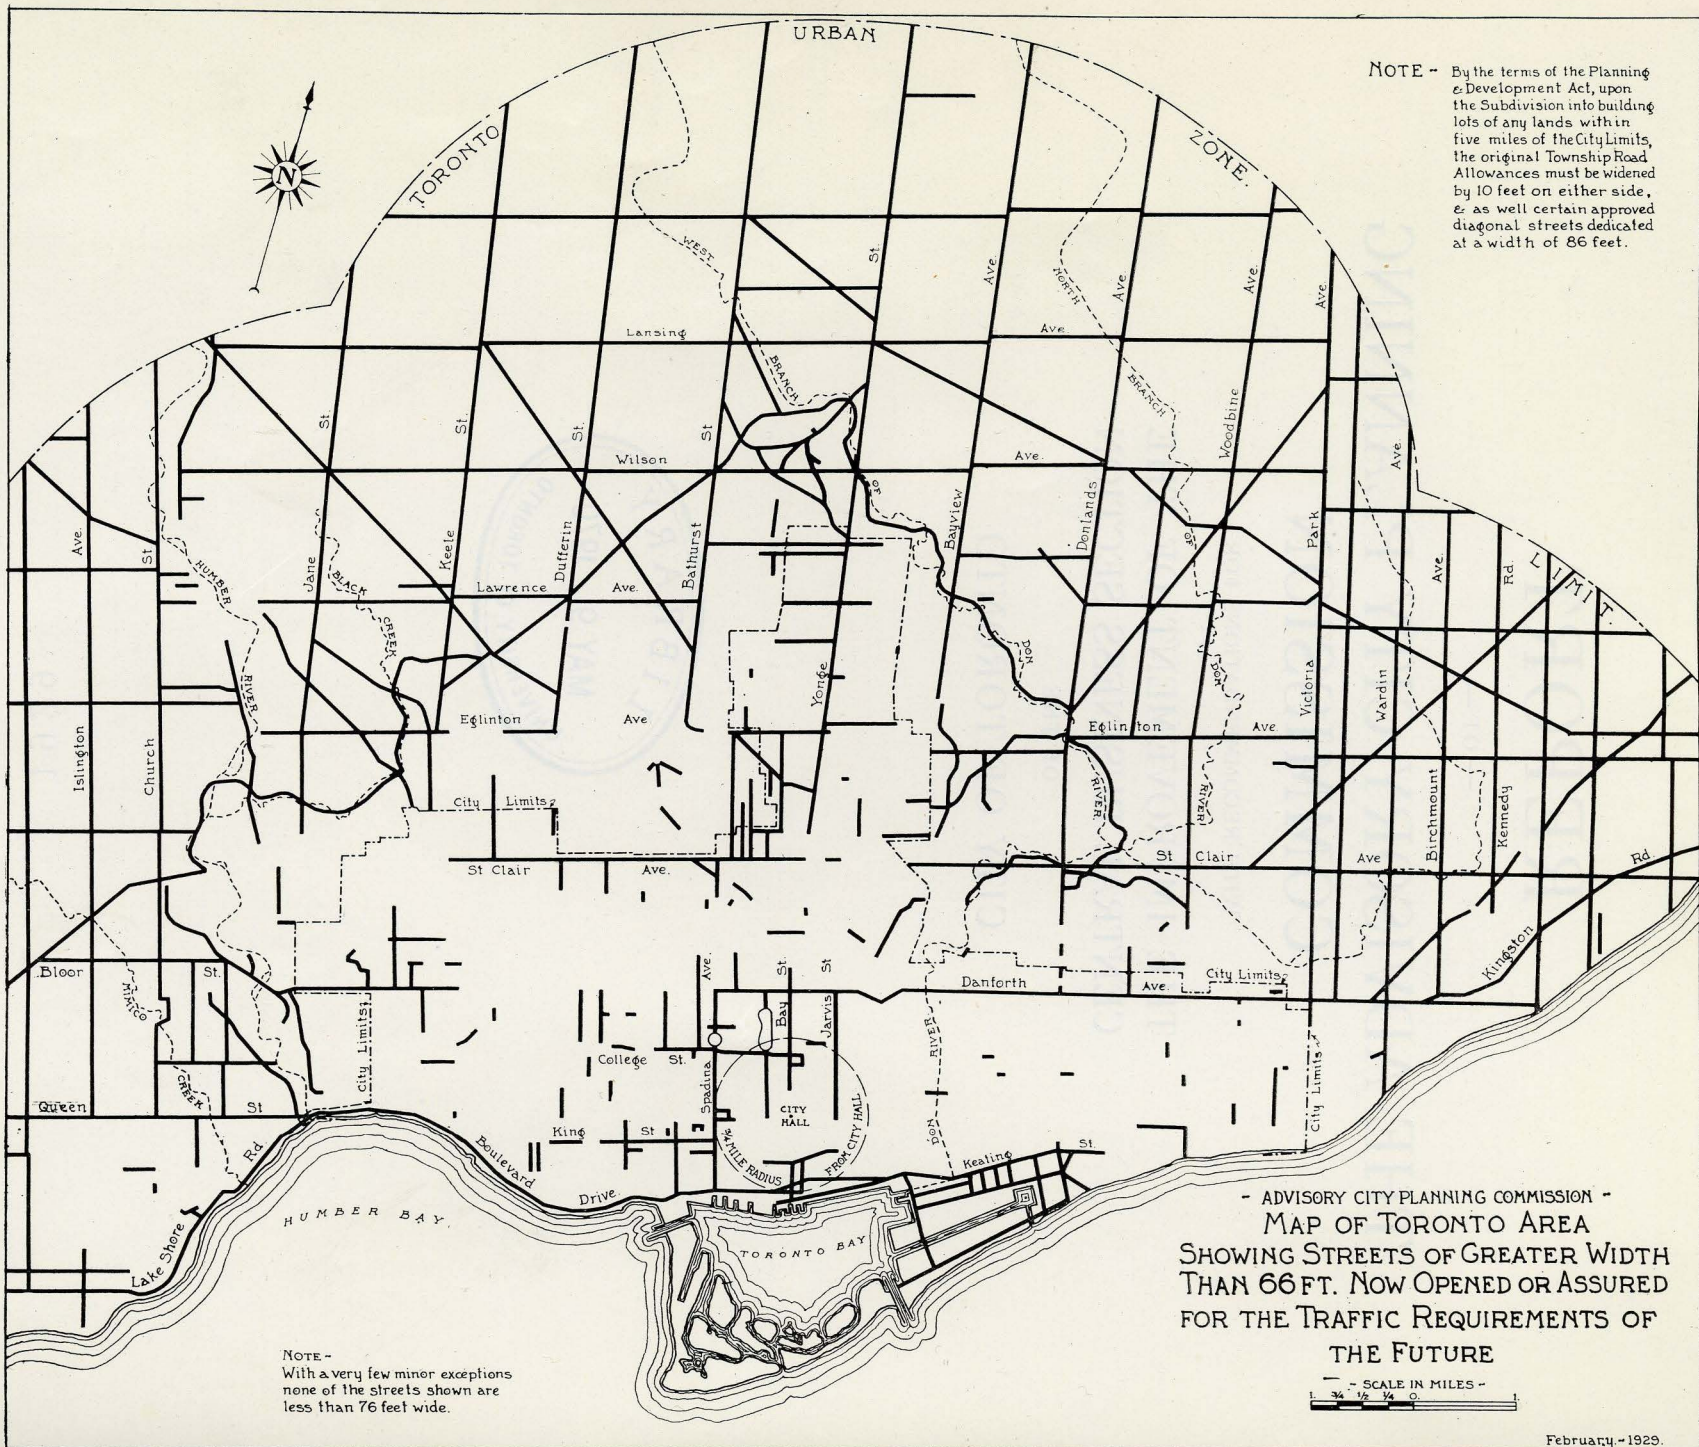 URBAN
TORONTO
ZONE.
LIMIT.
NOTE - By the terms of the Planning
& Development Act, upon
the Subdivision into building
lots of any lands within
five miles of the City Limits,
the original Township Road
Allowances must be widened
by 10 feet on either side,
& as well certain approved
diagonal streets dedicated
at a width of 86 feet.
N
WEST
BRANCH
OF
DON
RIVER.
NORTH
BRANCH
OF
DON
RIVER
St.
Ave.
Ave.
Ave.
Ave.
Lansing
Ave
St.
St.
St.
St
Woodbine
Ave
Wilson
Ave.
Ave.
St
Jane
Keele
Dufferin
Bathurst
Bayview
Donlands
Park
Ave.
Rd.
HUMBER
RIVER
BLACK
CREEK
Lawrence
Ave.
Yonge
Victoria
Wardin
Islington
Church
Eglinton
Ave
Eglinton
Ave.
City Limits
St Clair
Ave.
St Clair
Ave
Birchmount
Kennedy
Rd.
Kingston
Bloor
St.
MIMICO
CREEK
Ave.
St.
St
Danforth
Ave.
City Limits
City Limits
Bay
Jarvis
RIVER
DON
College St.
Spadina
City Limits
Queen
St
King
St
CITY
HALL
3/4 MILE RADIUS
FROM CITY HALL
Boulevard
Drive
Keating
St.
Lake Shore
Rd
HUMBER BAY
TORONTO BAY
- ADVISORY CITY PLANNING COMMISSION -
MAP OF TORONTO AREA
SHOWING STREETS OF GREATER WIDTH
THAN 66 FT. NOW OPENED OR ASSURED
FOR THE TRAFFIC REQUIREMENTS OF
THE FUTURE
- SCALE IN MILES -
1. 3/4 1/2 1/4 0. 1.
NOTE -
With a very few minor exceptions
none of the streets shown are
less than 76 feet wide.
February.-1929.